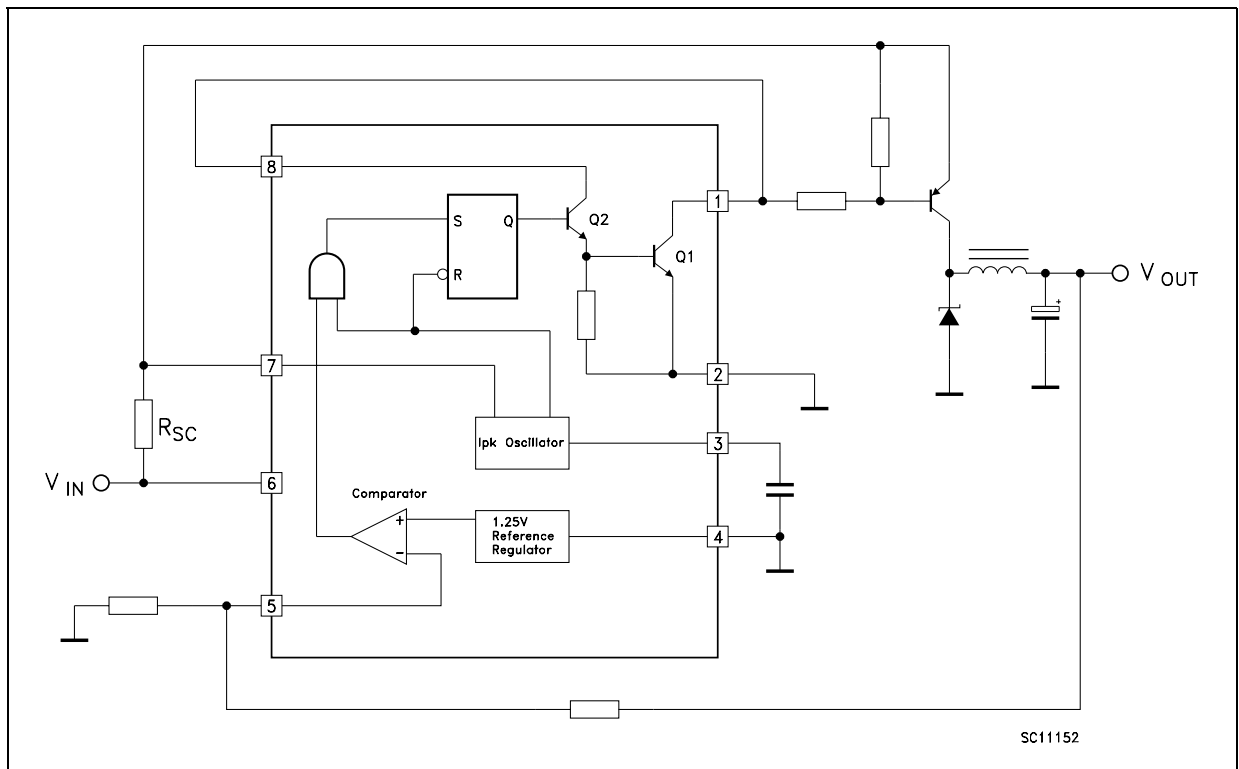 8
S
Q
Q2
1
Q1
R
V OUT
7
2
RSC
Ipk Oscillator
3
V IN
6
Comparator
+
-
1.25V
Reference
Regulator
4
5
+
SC11152